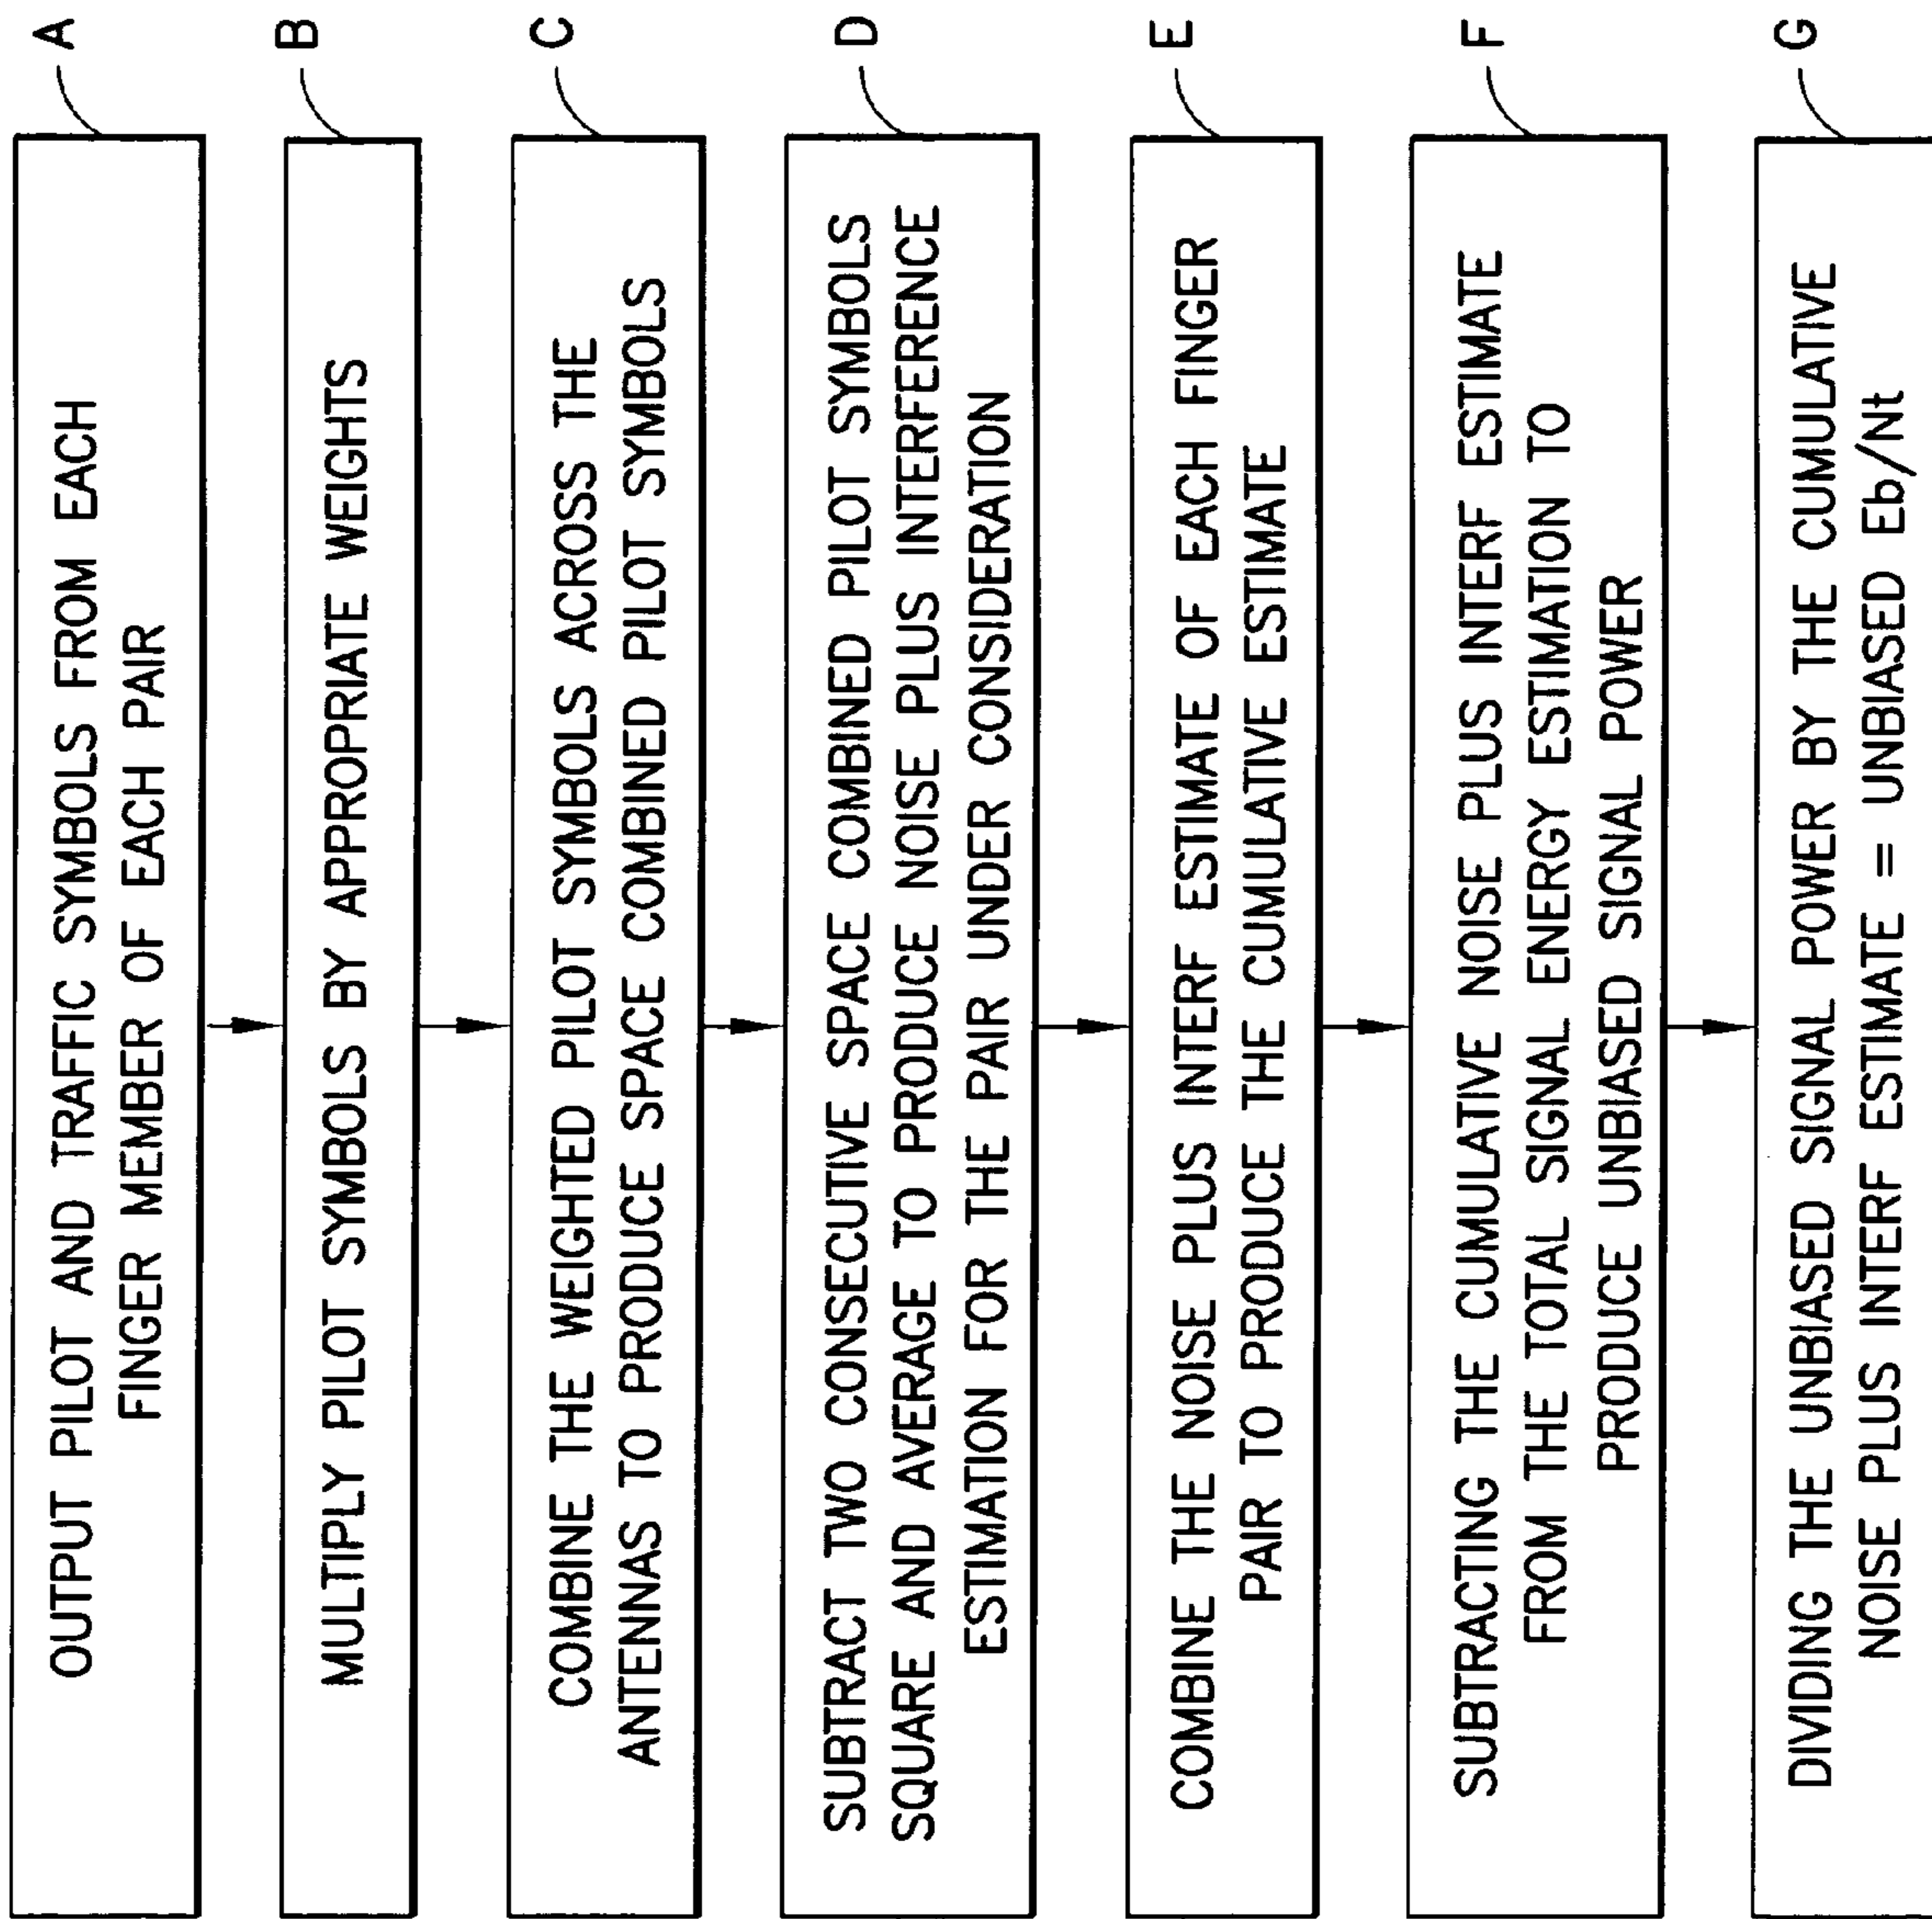 OUTPUT PILOT AND TRAFFIC SYMBOLS FROM EACH
FINGER MEMBER OF EACH PAIR
A
MULTIPLY PILOT SYMBOLS BY APPROPRIATE WEIGHTS
B
COMBINE THE WEIGHTED PILOT SYMBOLS ACROSS THE
ANTENNAS TO PRODUCE SPACE COMBINED PILOT SYMBOLS
C
SUBTRACT TWO CONSECUTIVE SPACE COMBINED PILOT SYMBOLS
SQUARE AND AVERAGE TO PRODUCE NOISE PLUS INTERFERENCE
ESTIMATION FOR THE PAIR UNDER CONSIDERATION
D
COMBINE THE NOISE PLUS INTERF ESTIMATE OF EACH FINGER
PAIR TO PRODUCE THE CUMULATIVE ESTIMATE
E
SUBTRACTING THE CUMULATIVE NOISE PLUS INTERF ESTIMATE
FROM THE TOTAL SIGNAL ENERGY ESTIMATION TO
PRODUCE UNBIASED SIGNAL POWER
F
DIVIDING THE UNBIASED SIGNAL POWER BY THE CUMULATIVE
NOISE PLUS INTERF ESTIMATE = UNBIASED Eb/Nt
G